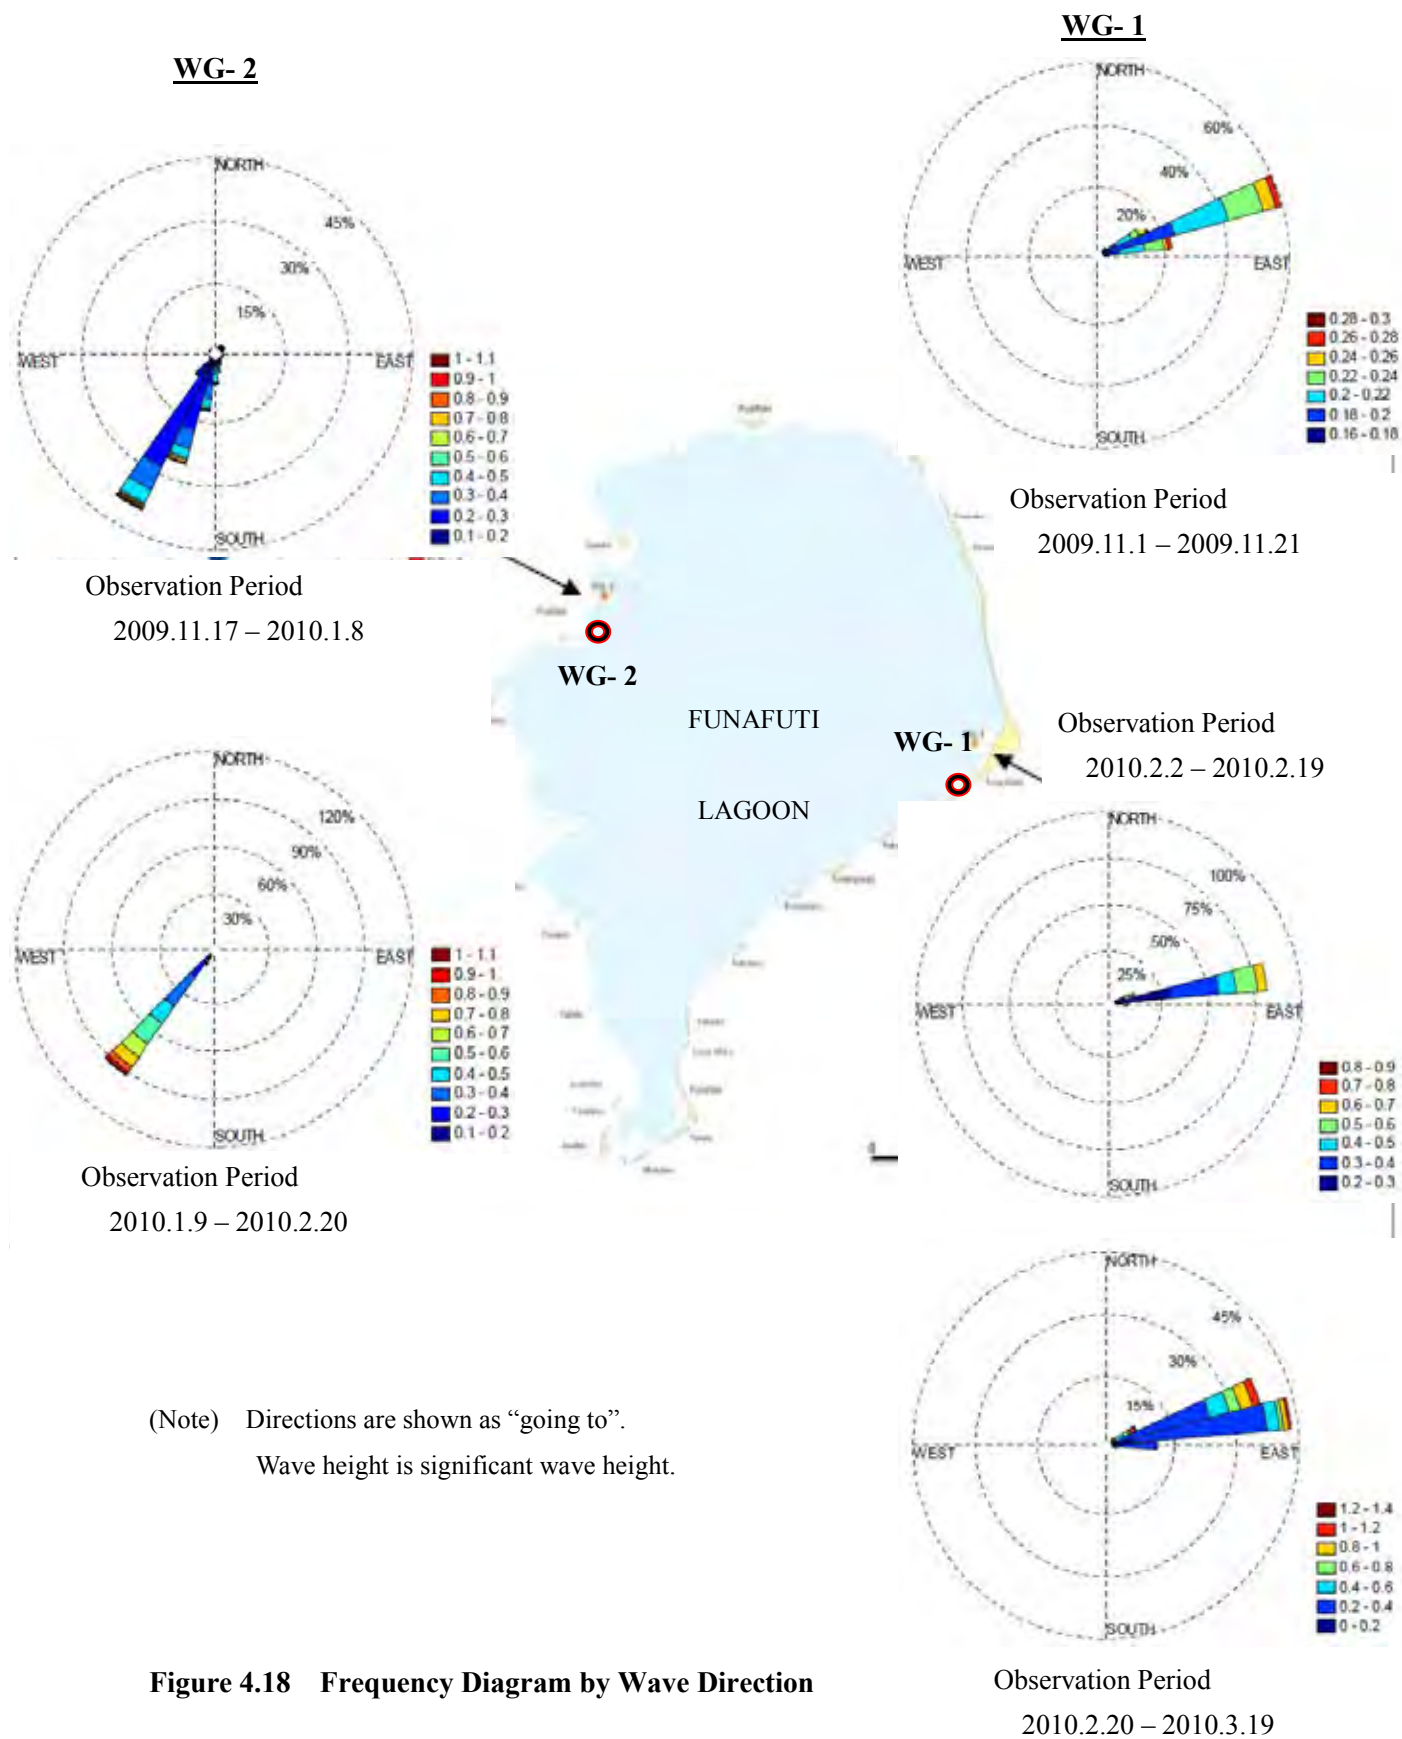 WG- 1
WG- 2
NORTH
60%
40%
20%
WEST
EAST
SOUTH
0.28 - 0.3
0.26 - 0.28
0.24 - 0.26
0.22 - 0.24
0.2 - 0.22
0.18 - 0.2
0.16 - 0.18
Observation Period
2009.11.1 – 2009.11.21
NORTH
45%
30%
15%
WEST
EAST
SOUTH
1 - 1.1
0.9 - 1
0.8 - 0.9
0.7 - 0.8
0.6 - 0.7
0.5 - 0.6
0.4 - 0.5
0.3 - 0.4
0.2 - 0.3
0.1 - 0.2
Observation Period
2009.11.17 – 2010.1.8
WG- 2
FUNAFUTI
LAGOON
WG- 1
Observation Period
2010.2.2 – 2010.2.19
NORTH
120%
90%
60%
30%
WEST
EAST
SOUTH
1 - 1.1
0.9 - 1
0.8 - 0.9
0.7 - 0.8
0.6 - 0.7
0.5 - 0.6
0.4 - 0.5
0.3 - 0.4
0.2 - 0.3
0.1 - 0.2
Observation Period
2010.1.9 – 2010.2.20
NORTH
100%
75%
50%
25%
WEST
EAST
SOUTH
0.8 - 0.9
0.7 - 0.8
0.6 - 0.7
0.5 - 0.6
0.4 - 0.5
0.3 - 0.4
0.2 - 0.3
0
NORTH
45%
30%
15%
WEST
EAST
SOUTH
1.2 - 1.4
1 - 1.2
0.8 - 1
0.6 - 0.8
0.4 - 0.6
0.2 - 0.4
0 - 0.2
(Note) Directions are shown as “going to”.
Wave height is significant wave height.
Figure 4.18 Frequency Diagram by Wave Direction
Observation Period
2010.2.20 – 2010.3.19